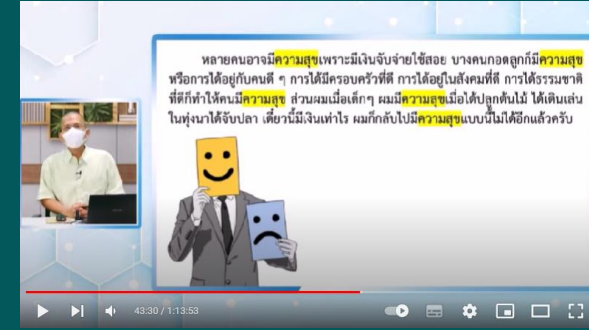 หลายคนอาจมีความสุขเพราะมีเงินจับจ่ายใช้สอย บางคนกอดลูกก็มีความสุข
หรือการได้อยู่กับคนดี ๆ การได้มีครอบครัวที่ดี การได้อยู่ในสังคมที่ดี การได้ธรรมชาติ
ที่ดีก็ทำให้คนมีความสุข ส่วนผมเมื่อเด็กๆ ผมมีความสุขเมื่อได้ปลูกต้นไม้ ได้เดินเล่น
ในทุ่งนาได้จับปลา เดี๋ยวนี้มีเงินเท่าไร ผมก็กลับไปมีความสุขแบบนี้ไม่ได้อีกแล้วครับ
43:30 / 1:13:53